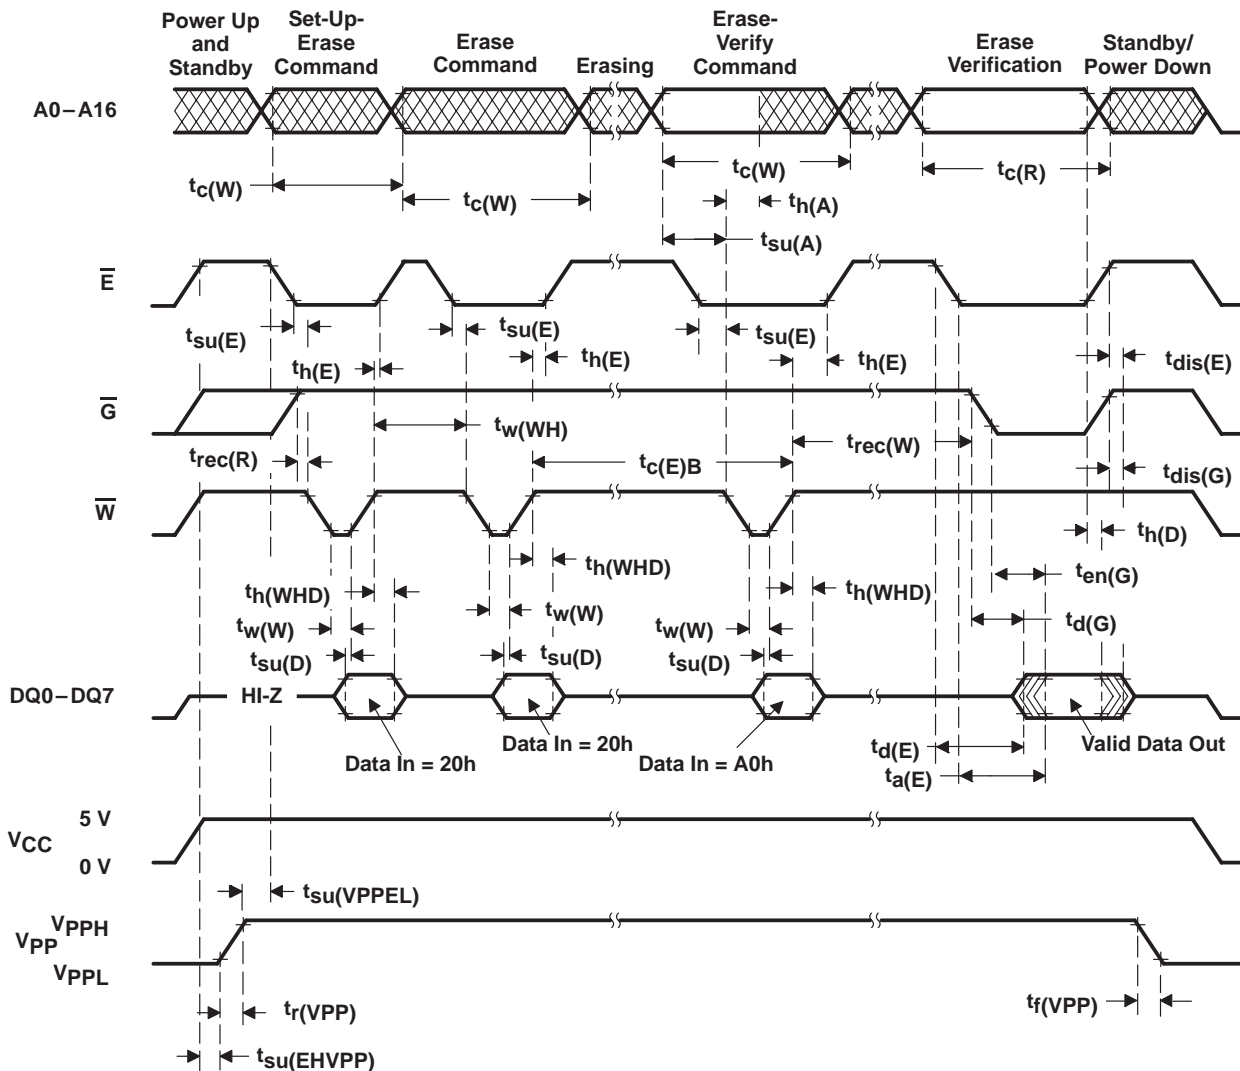 Power Up
and
Standby
Set-Up-
Erase
Command
Erase
Command
Erasing
Erase-
Verify
Command
Erase
Verification
Standby/
Power Down
A0–A16
tc(W)
tc(W)
tc(W)
tc(R)
th(A)
tsu(A)
E
tsu(E)
tsu(E)
tsu(E)
th(E)
th(E)
th(E)
tdis(E)
G
tw(WH)
trec(W)
trec(R)
tc(E)B
tdis(G)
W
th(D)
th(WHD)
th(WHD)
th(WHD)
ten(G)
tw(W)
tw(W)
tw(W)
td(G)
tsu(D)
tsu(D)
tsu(D)
DQ0–DQ7
HI-Z
Data In = 20h
Data In = 20h
Data In = A0h
Valid Data Out
td(E)
ta(E)
5 V
VCC
0 V
tsu(VPPEL)
VPPH
VPP
VPPL
tr(VPP)
tf(VPP)
tsu(EHVPP)